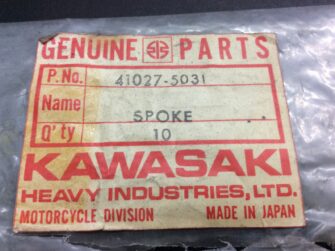 GENUINE PARTS
P. No. 41027-5031
Name SPOKE
Q'ty 10
KAWASAKI
HEAVY INDUSTRIES, LTD.
MOTORCYCLE DIVISION MADE IN JAPAN